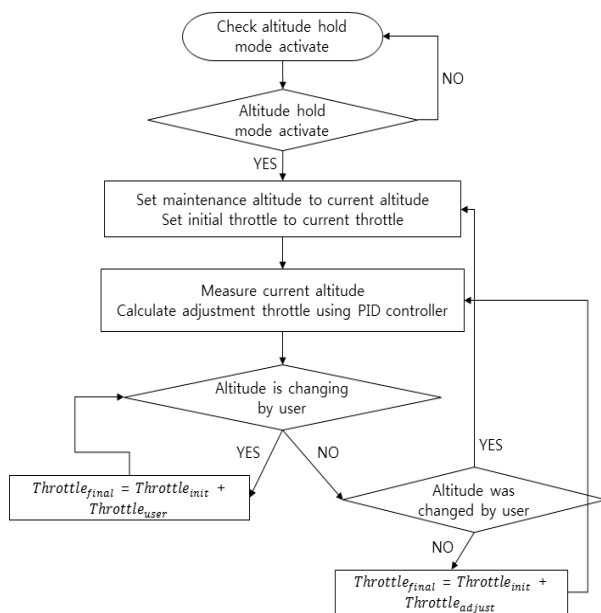 Check altitude hold
mode activate
NO
Altitude hold
mode activate
YES
Set maintenance altitude to current altitude
Set initial throttle to current throttle
Measure current altitude
Calculate adjustment throttle using PID controller
Altitude is changing
by user
YES
NO
YES
Throttle_final = Throttle_init +
Throttle_user
Altitude was
changed by user
NO
Throttle_final = Throttle_init +
Throttle_adjust